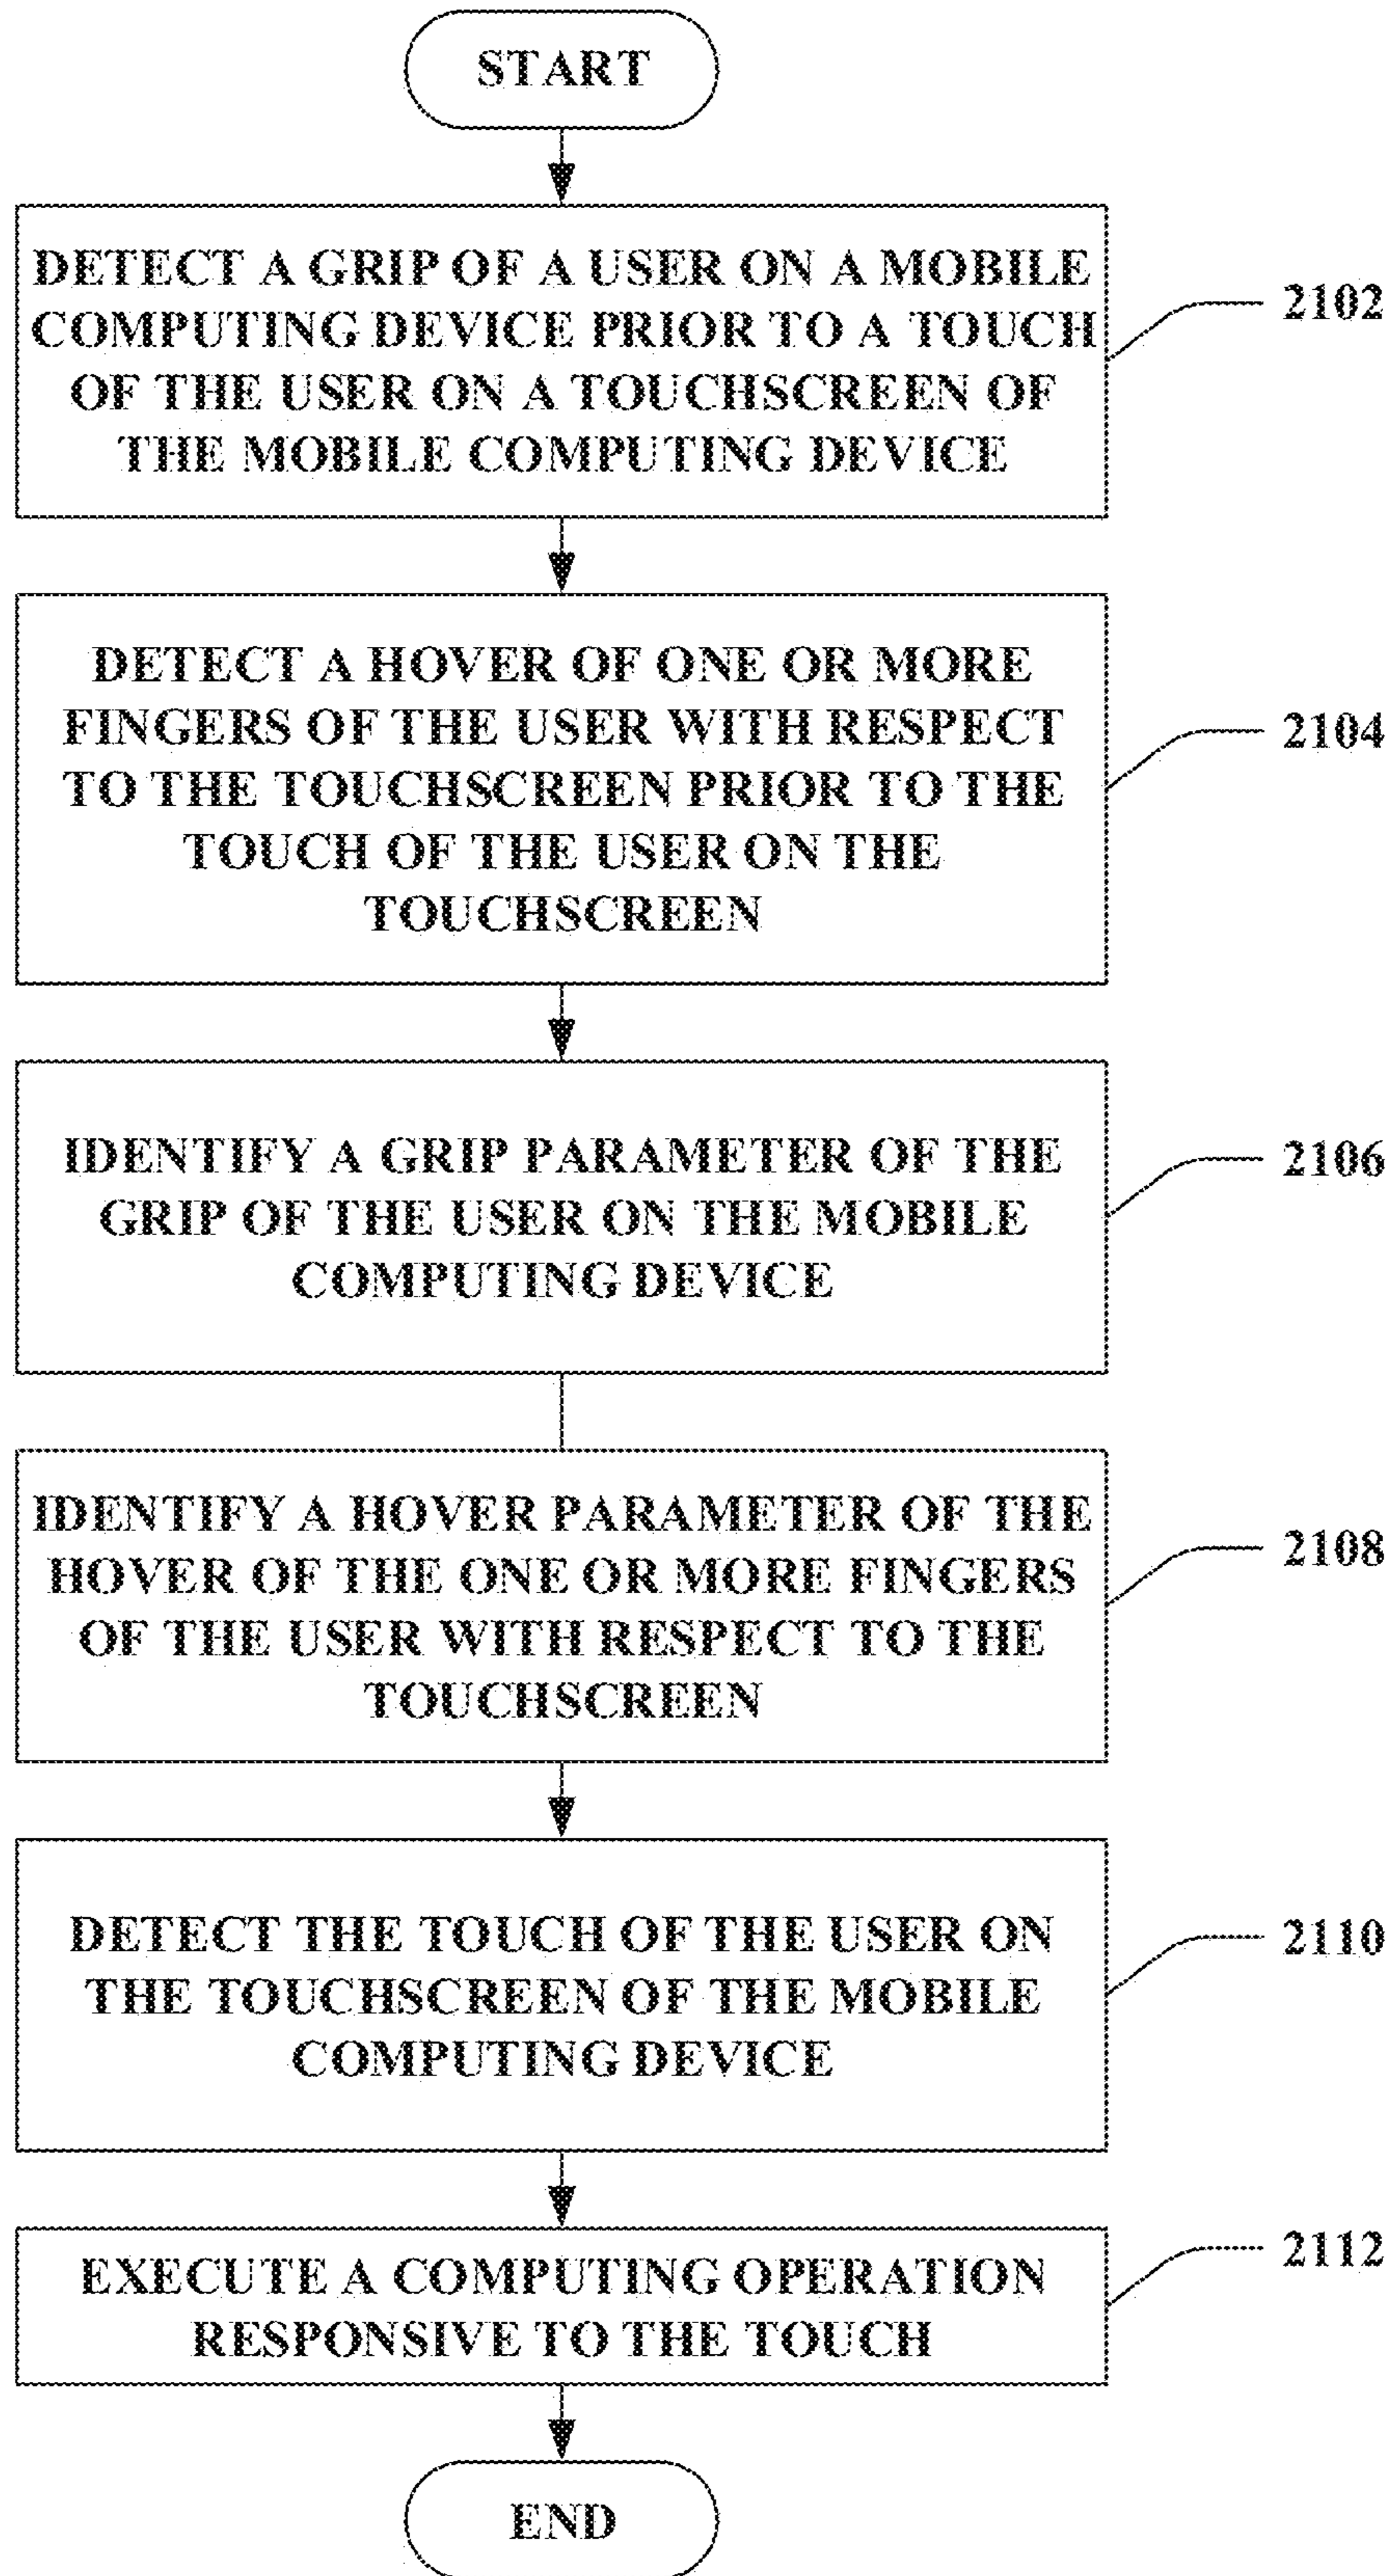 START
DETECT A GRIP OF A USER ON A MOBILE
COMPUTING DEVICE PRIOR TO A TOUCH
OF THE USER ON A TOUCHSCREEN OF
THE MOBILE COMPUTING DEVICE
2102
DETECT A HOVER OF ONE OR MORE
FINGERS OF THE USER WITH RESPECT
TO THE TOUCHSCREEN PRIOR TO THE
TOUCH OF THE USER ON THE
TOUCHSCREEN
2104
IDENTIFY A GRIP PARAMETER OF THE
GRIP OF THE USER ON THE MOBILE
COMPUTING DEVICE
2106
IDENTIFY A HOVER PARAMETER OF THE
HOVER OF THE ONE OR MORE FINGERS
OF THE USER WITH RESPECT TO THE
TOUCHSCREEN
2108
DETECT THE TOUCH OF THE USER ON
THE TOUCHSCREEN OF THE MOBILE
COMPUTING DEVICE
2110
EXECUTE A COMPUTING OPERATION
RESPONSIVE TO THE TOUCH
2112
END